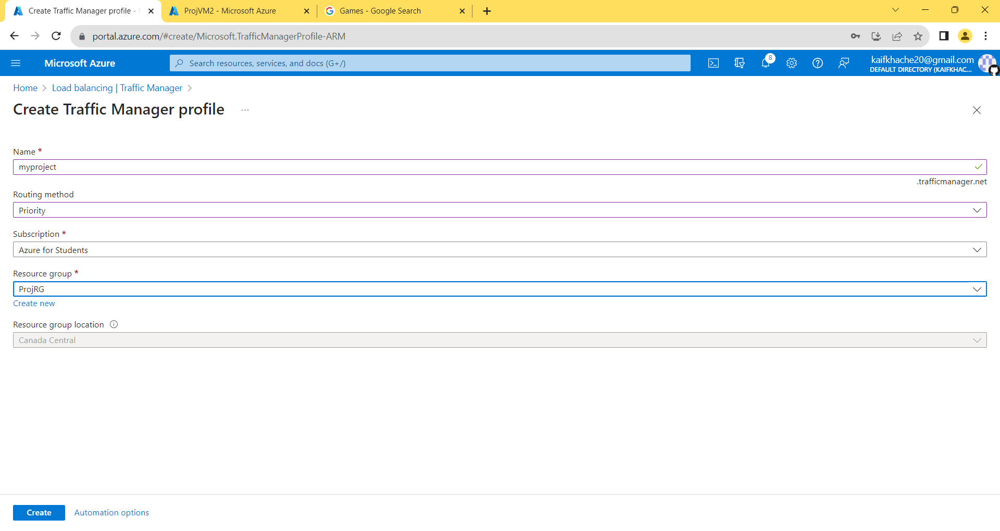 Create Traffic Manager profile -
ProjVM2 - Microsoft Azure
Games - Google Search
portal.azure.com/#create/Microsoft.TrafficManagerProfile-ARM
Microsoft Azure
Search resources, services, and docs (G+/)
8
kaifkhache20@gmail.com
DEFAULT DIRECTORY (KAIFKHAC...
Home > Load balancing | Traffic Manager >
Create Traffic Manager profile ...
Name *
myproject
.trafficmanager.net
Routing method
Priority
Subscription *
Azure for Students
Resource group *
ProjRG
Create new
Resource group location
Canada Central
Create
Automation options